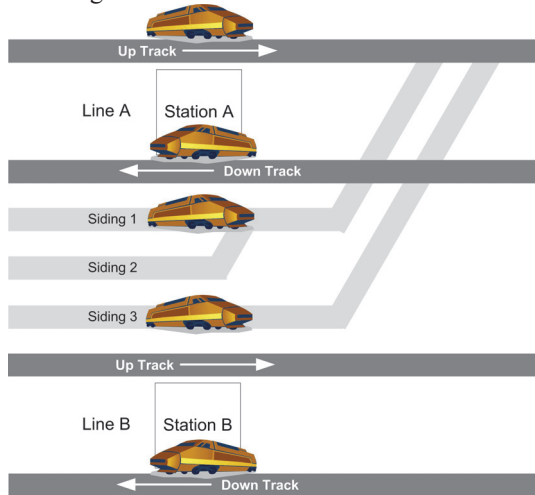 Up Track
Line A
Station A
Down Track
Siding 1
Siding 2
Siding 3
Up Track
Line B
Station B
Down Track